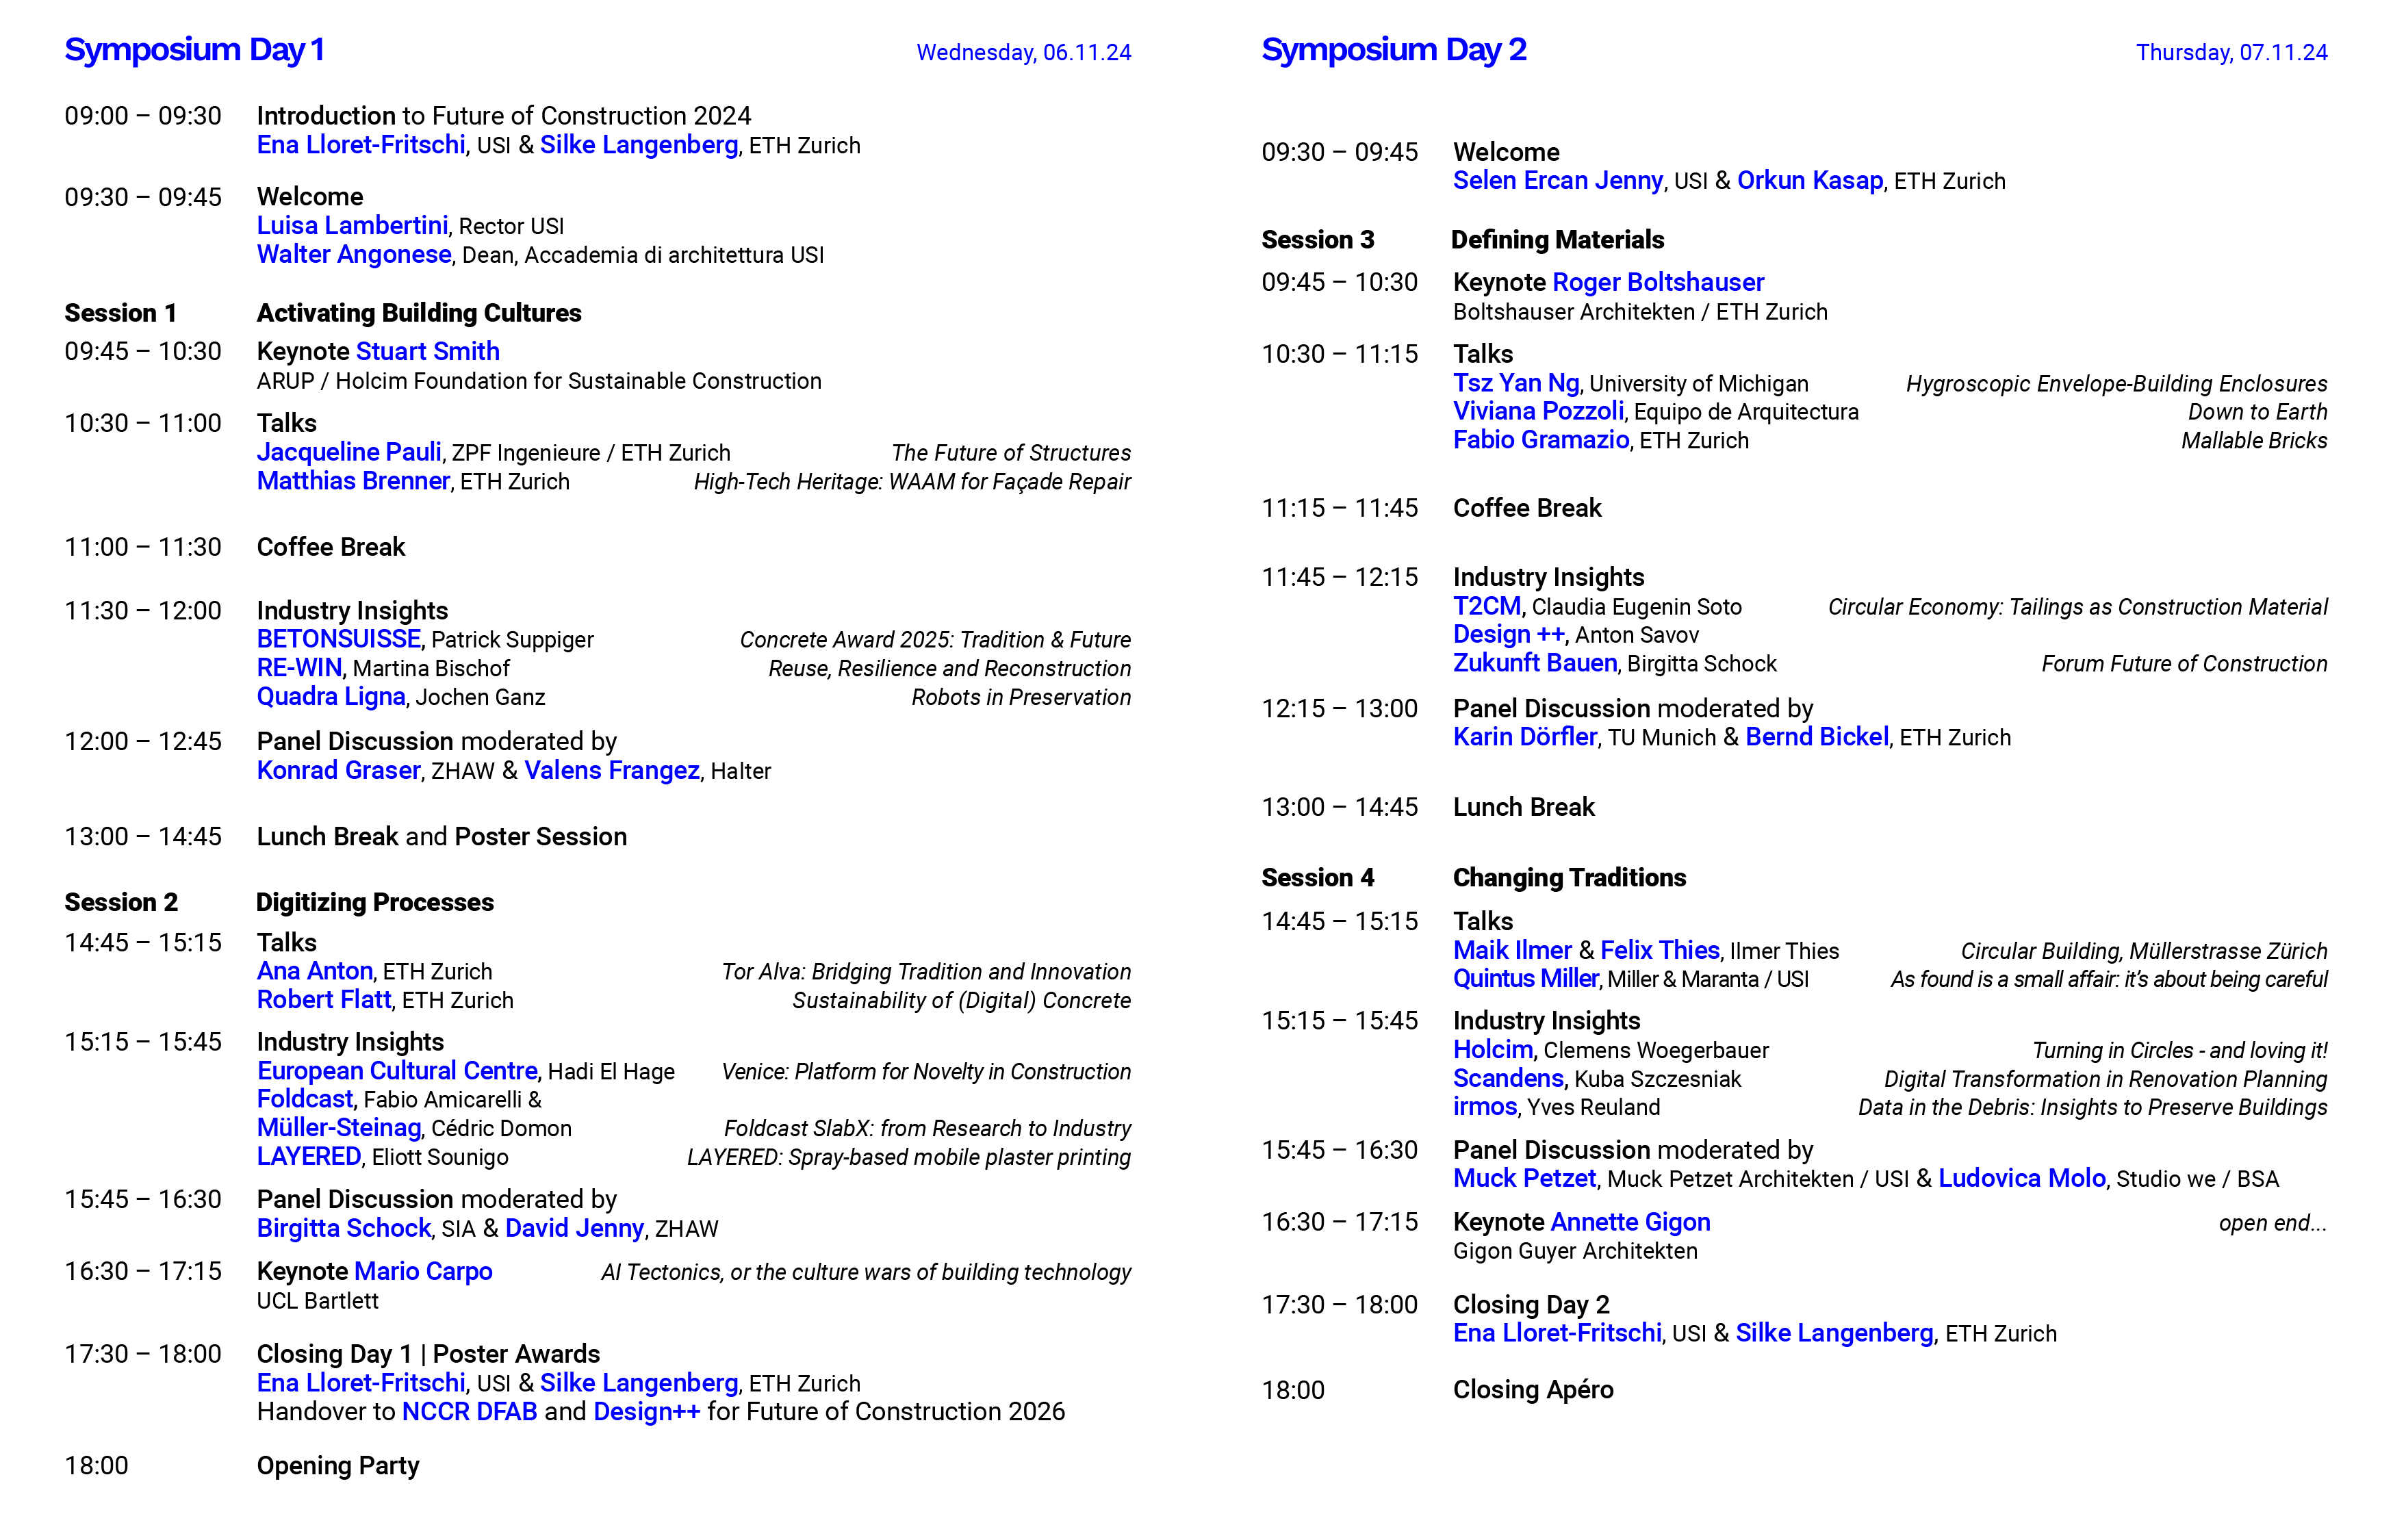 Symposium Day 1 Wednesday, 06.11.24
09:00 – 09:30 Introduction to Future of Construction 2024
Ena Lloret-Fritschi, USI & Silke Langenberg, ETH Zurich
09:30 – 09:45 Welcome
Luisa Lambertini, Rector USI
Walter Angonese, Dean, Accademia di architettura USI
Session 1 Activating Building Cultures
09:45 – 10:30 Keynote Stuart Smith
ARUP / Holcim Foundation for Sustainable Construction
10:30 – 11:00 Talks
Jacqueline Pauli, ZPF Ingenieure / ETH Zurich The Future of Structures
Matthias Brenner, ETH Zurich High-Tech Heritage: WAAM for Façade Repair
11:00 – 11:30 Coffee Break
11:30 – 12:00 Industry Insights
BETONSUISSE, Patrick Suppiger Concrete Award 2025: Tradition & Future
RE-WIN, Martina Bischof Reuse, Resilience and Reconstruction
Quadra Ligna, Jochen Ganz Robots in Preservation
12:00 – 12:45 Panel Discussion moderated by
Konrad Graser, ZHAW & Valens Frangez, Halter
13:00 – 14:45 Lunch Break and Poster Session
Session 2 Digitizing Processes
14:45 – 15:15 Talks
Ana Anton, ETH Zurich Tor Alva: Bridging Tradition and Innovation
Robert Flatt, ETH Zurich Sustainability of (Digital) Concrete
15:15 – 15:45 Industry Insights
European Cultural Centre, Hadi El Hage Venice: Platform for Novelty in Construction
Foldcast, Fabio Amicarelli &
Müller-Steinag, Cédric Domon Foldcast SlabX: from Research to Industry
LAYERED, Eliott Sounigo LAYERED: Spray-based mobile plaster printing
15:45 – 16:30 Panel Discussion moderated by
Birgitta Schock, SIA & David Jenny, ZHAW
16:30 – 17:15 Keynote Mario Carpo AI Tectonics, or the culture wars of building technology
UCL Bartlett
17:30 – 18:00 Closing Day 1 | Poster Awards
Ena Lloret-Fritschi, USI & Silke Langenberg, ETH Zurich
Handover to NCCR DFAB and Design++ for Future of Construction 2026
18:00 Opening Party
Symposium Day 2 Thursday, 07.11.24
09:30 – 09:45 Welcome
Selen Ercan Jenny, USI & Orkun Kasap, ETH Zurich
Session 3 Defining Materials
09:45 – 10:30 Keynote Roger Boltshauser
Boltshauser Architekten / ETH Zurich
10:30 – 11:15 Talks
Tsz Yan Ng, University of Michigan Hygroscopic Envelope-Building Enclosures
Viviana Pozzoli, Equipo de Arquitectura Down to Earth
Fabio Gramazio, ETH Zurich Mallable Bricks
11:15 – 11:45 Coffee Break
11:45 – 12:15 Industry Insights
T2CM, Claudia Eugenin Soto Circular Economy: Tailings as Construction Material
Design ++, Anton Savov
Zukunft Bauen, Birgitta Schock Forum Future of Construction
12:15 – 13:00 Panel Discussion moderated by
Karin Dörfler, TU Munich & Bernd Bickel, ETH Zurich
13:00 – 14:45 Lunch Break
Session 4 Changing Traditions
14:45 – 15:15 Talks
Maik Ilmer & Felix Thies, Ilmer Thies Circular Building, Müllerstrasse Zürich
Quintus Miller, Miller & Maranta / USI As found is a small affair: it's about being careful
15:15 – 15:45 Industry Insights
Holcim, Clemens Woegerbauer Turning in Circles - and loving it!
Scandens, Kuba Szczesniak Digital Transformation in Renovation Planning
irmos, Yves Reuland Data in the Debris: Insights to Preserve Buildings
15:45 – 16:30 Panel Discussion moderated by
Muck Petzet, Muck Petzet Architekten / USI & Ludovica Molo, Studio we / BSA
16:30 – 17:15 Keynote Annette Gigon open end...
Gigon Guyer Architekten
17:30 – 18:00 Closing Day 2
Ena Lloret-Fritschi, USI & Silke Langenberg, ETH Zurich
18:00 Closing Apéro